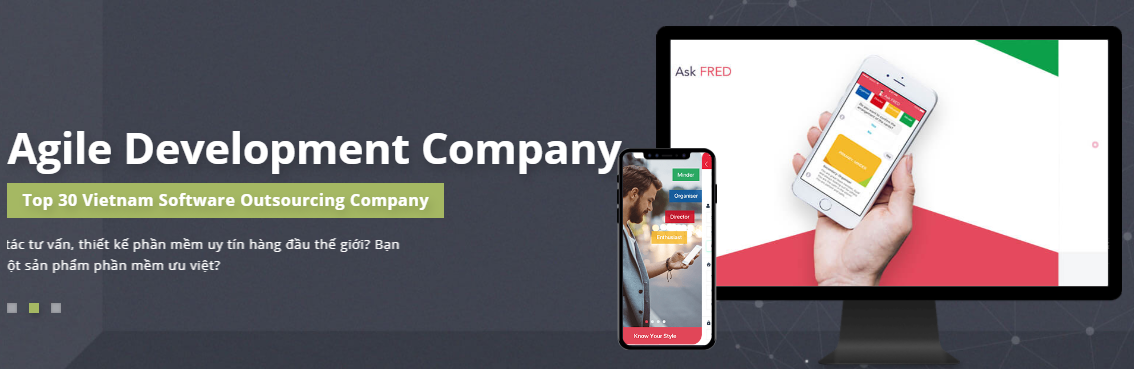 Agile Development Company
Top 30 Vietnam Software Outsourcing Company
tác tư vấn, thiết kế phần mềm uy tín hàng đầu thế giới? Bạn
ột sản phẩm phần mềm ưu việt?
Ask FRED
Minder
Organiser
Director
Enthusiast
Know Your Style